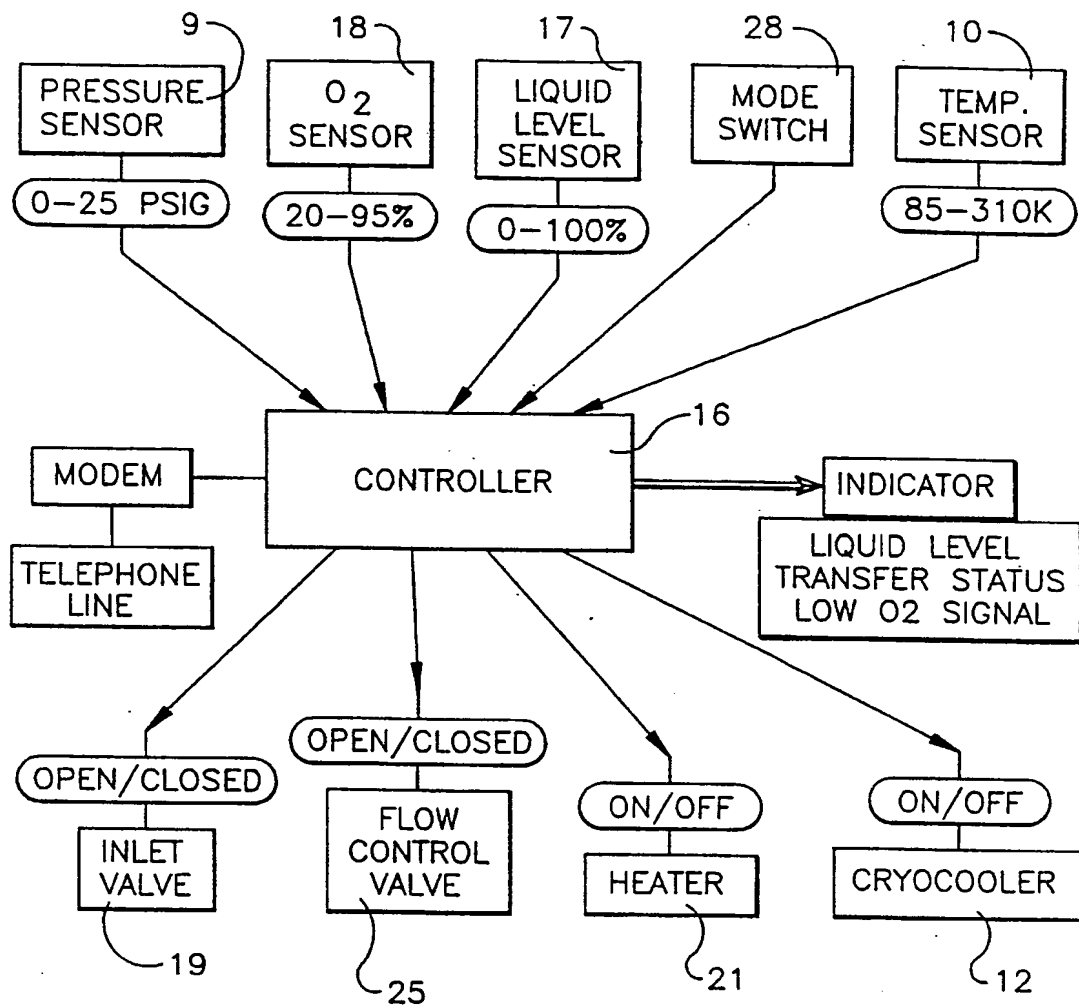 9
18
17
28
10
PRESSURE
SENSOR
O2
SENSOR
LIQUID
LEVEL
SENSOR
MODE
SWITCH
TEMP.
SENSOR
0-25 PSIG
20-95%
0-100%
85-310K
16
CONTROLLER
MODEM
TELEPHONE
LINE
INDICATOR
LIQUID LEVEL
TRANSFER STATUS
LOW O2 SIGNAL
OPEN/CLOSED
INLET
VALVE
19
OPEN/CLOSED
FLOW
CONTROL
VALVE
25
ON/OFF
HEATER
21
ON/OFF
CRYOCOOLER
12